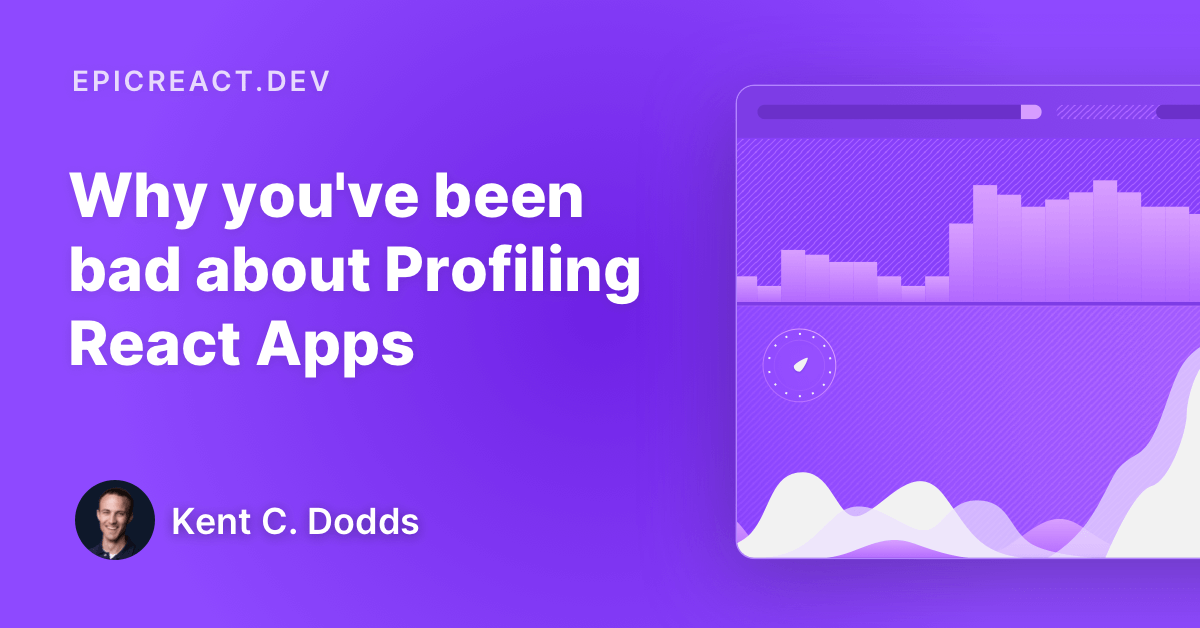 EPICREACT.DEV
Why you've been
bad about Profiling
React Apps
Kent C. Dodds